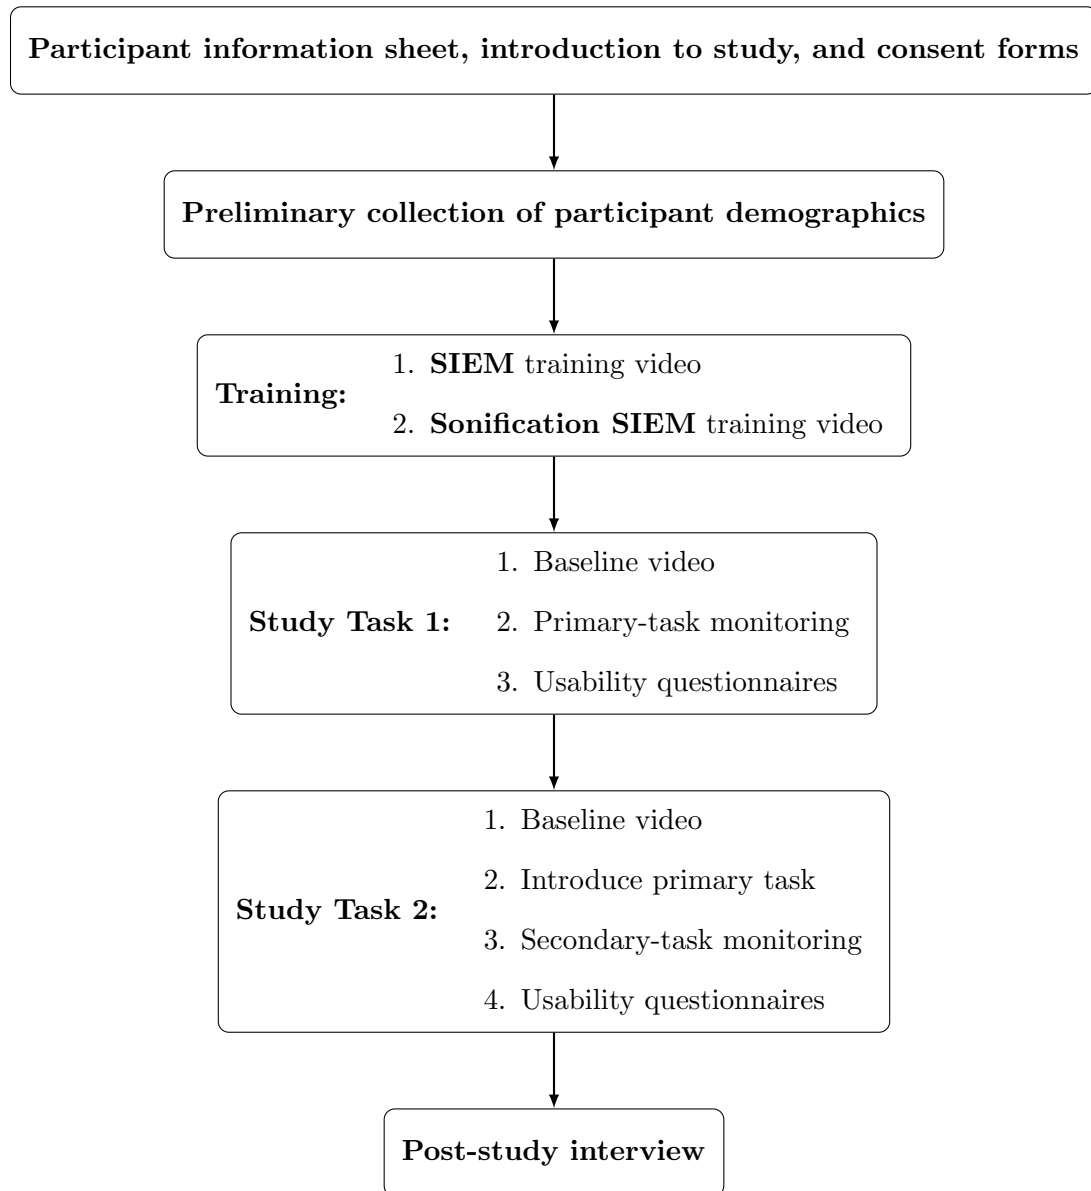 Participant information sheet, introduction to study, and consent forms
Preliminary collection of participant demographics
Training:
1. SIEM training video
2. Sonification SIEM training video
Study Task 1:
1. Baseline video
2. Primary-task monitoring
3. Usability questionnaires
Study Task 2:
1. Baseline video
2. Introduce primary task
3. Secondary-task monitoring
4. Usability questionnaires
Post-study interview